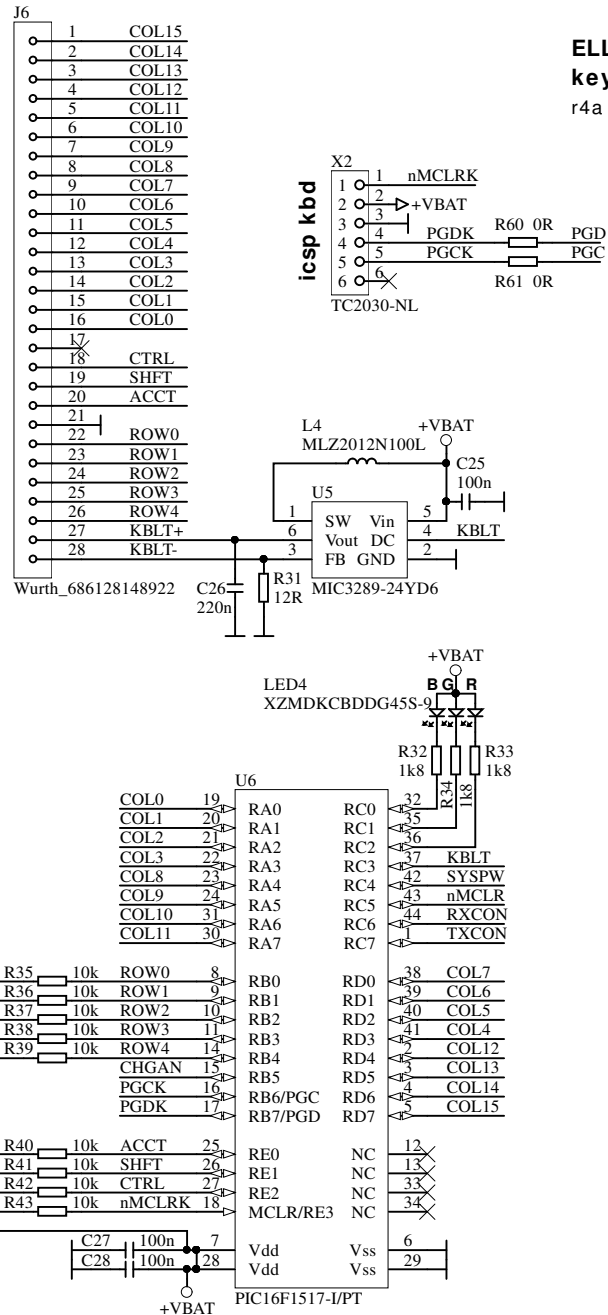 J6
1 COL15
2 COL14
3 COL13
4 COL12
5 COL11
6 COL10
7 COL9
8 COL8
9 COL7
10 COL6
11 COL5
12 COL4
13 COL3
14 COL2
15 COL1
16 COL0
17
18 CTRL
19 SHFT
20 ACCT
21
22 ROW0
23 ROW1
24 ROW2
25 ROW3
26 ROW4
27 KBLT+
28 KBLT-
Wurth_686128148922
r4a
icsp kbd
X2
1 1 nMCLRK
2 2 +VBAT
3 3
4 4 PGDK R60 0R PGD
5 5 PGCK R61 0R PGC
6 6
TC2030-NL
L4
MLZ2012N100L
+VBAT
C25
100n
U5
1 SW Vin 5
6 Vout DC 4 KBLT
3 FB GND 2
MIC3289-24YD6
C26
220n
R31
12R
+VBAT
LED4
XZMDKCBDDG45S-9
B G R
R32
1k8
R34
1k8
R33
1k8
U6
COL0 19 RA0 RC0 32
COL1 20 RA1 RC1 35
COL2 21 RA2 RC2 36
COL3 22 RA3 RC3 37 KBLT
COL8 23 RA4 RC4 42 SYSPW
COL9 24 RA5 RC5 43 nMCLR
COL10 31 RA6 RC6 44 RXCON
COL11 30 RA7 RC7 1 TXCON
R35 10k ROW0 8 RB0 RD0 38 COL7
R36 10k ROW1 9 RB1 RD1 39 COL6
R37 10k ROW2 10 RB2 RD2 40 COL5
R38 10k ROW3 11 RB3 RD3 41 COL4
R39 10k ROW4 14 RB4 RD4 2 COL12
CHGAN 15 RB5 RD5 3 COL13
PGCK 16 RB6/PGC RD6 4 COL14
PGDK 17 RB7/PGD RD7 5 COL15
R40 10k ACCT 25 RE0 NC 12
R41 10k SHFT 26 RE1 NC 13
R42 10k CTRL 27 RE2 NC 33
R43 10k nMCLRK 18 MCLR/RE3 NC 34
C27 100n 7 Vdd Vss 6
C28 100n 28 Vdd Vss 29
+VBAT
PIC16F1517-I/PT